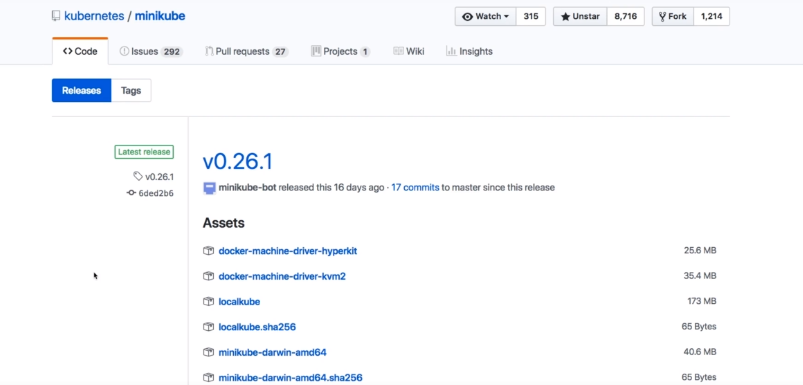 kubernetes / minikube
Watch 315 Unstar 8,716 Fork 1,214
Code Issues 292 Pull requests 27 Projects 1 Wiki Insights
Releases Tags
Latest release
v0.26.1
6ded2b6
v0.26.1
minikube-bot released this 16 days ago · 17 commits to master since this release
Assets
docker-machine-driver-hyperkit 25.6 MB
docker-machine-driver-kvm2 35.4 MB
localkube 173 MB
localkube.sha256 65 Bytes
minikube-darwin-amd64 40.6 MB
minikube-darwin-amd64.sha256 65 Bytes